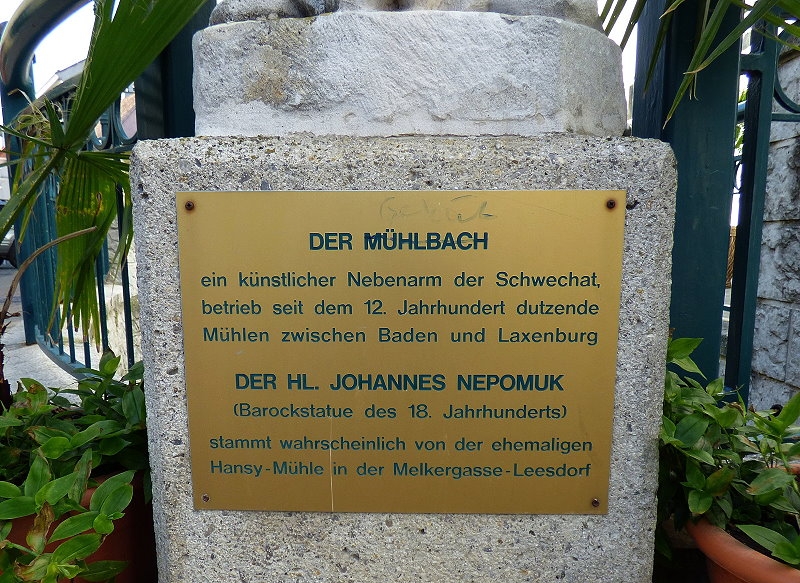 DER MÜHLBACH
ein künstlicher Nebenarm der Schwechat,
betrieb seit dem 12. Jahrhundert dutzende
Mühlen zwischen Baden und Laxenburg
DER HL. JOHANNES NEPOMUK
(Barockstatue des 18. Jahrhunderts)
stammt wahrscheinlich von der ehemaligen
Hansy-Mühle in der Melkergasse-Leesdorf